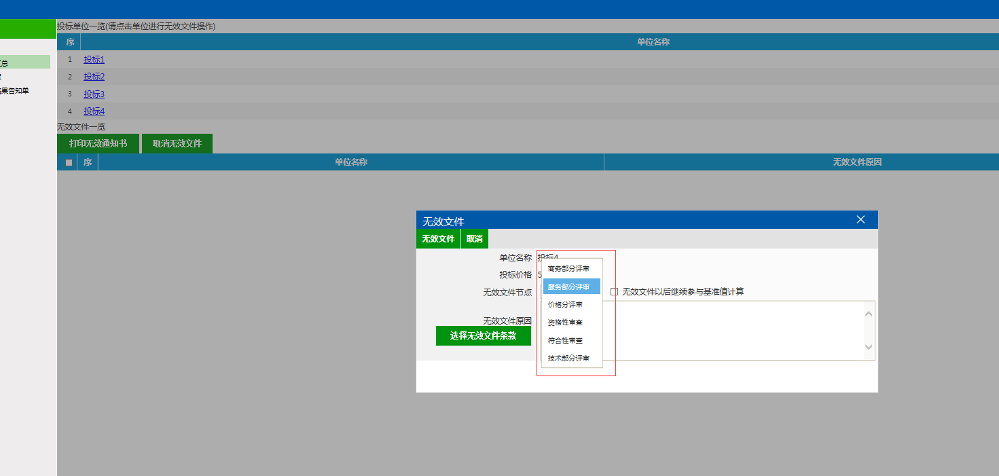 投标单位一览(请点击单位进行无效文件操作)
序 单位名称
总
1 投标1
2 投标2
果告知单
3 投标3
4 投标4
无效文件一览
打印无效通知书 取消无效文件
序 单位名称 无效文件原因
无效文件
无效文件 取消
单位名称 投标4
投标价格 5
无效文件节点 无效文件以后继续参与基准值计算
无效文件原因
选择无效文件条款
商务部分评审
服务部分评审
价格分评审
资格性审查
符合性审查
技术部分评审